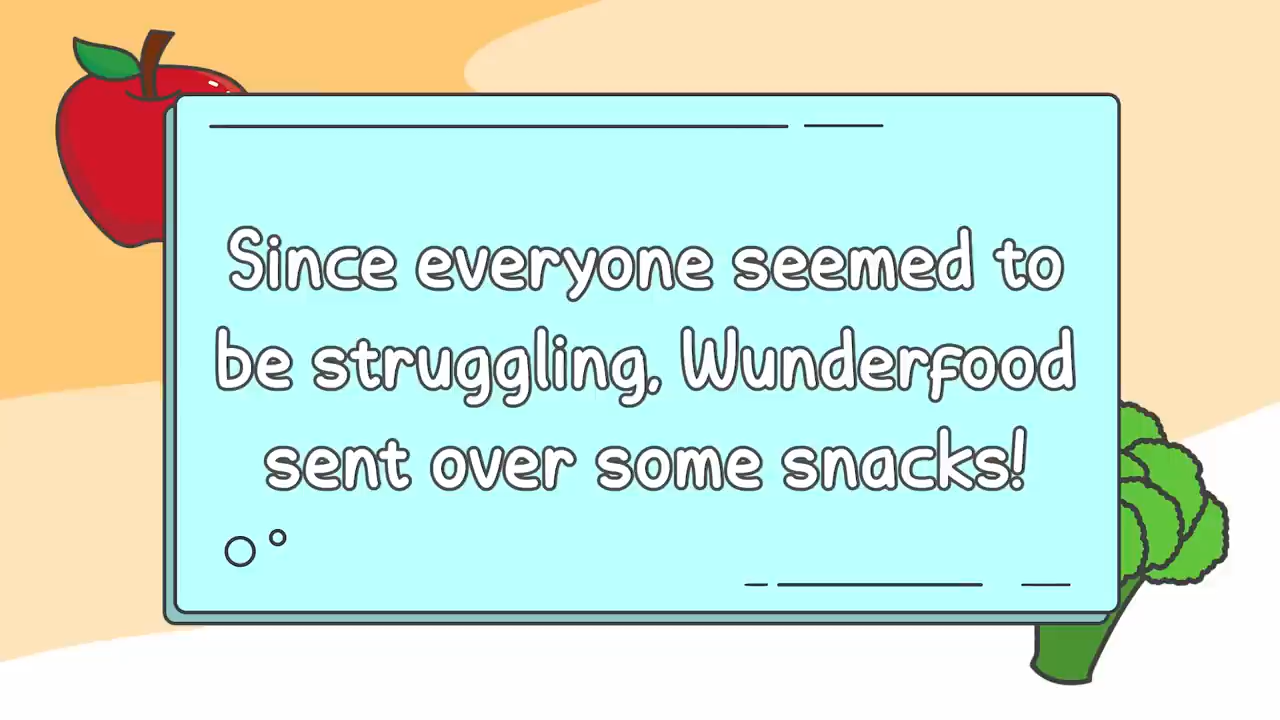 Since everyone seemed to
be struggling, Wunderfood
sent over some snacks!